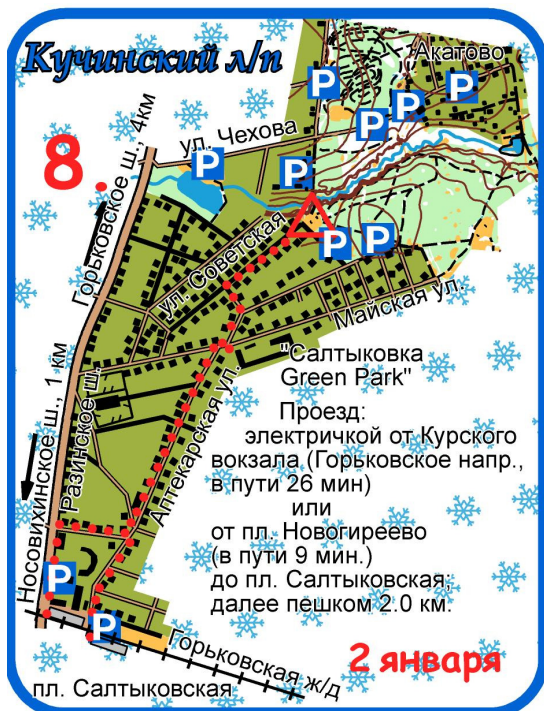 Кучинский л/п
Акатово
P
P
P
P
ул. Чехова
P
P
8.
Горьковское ш., 4км
ул. Советская
P
P
Майская ул.
"Салтыковка
Green Park"
Носовихинское ш., 1 км
Разинское ш.
Аптекарская ул.
Проезд:
электричкой от Курского
вокзала (Горьковское напр.,
в пути 26 мин)
или
от пл. Новогиреево
(в пути 9 мин.)
до пл. Салтыковская;
далее пешком 2.0 км.
P
P
Горьковская ж/д
2 января
пл. Салтыковская